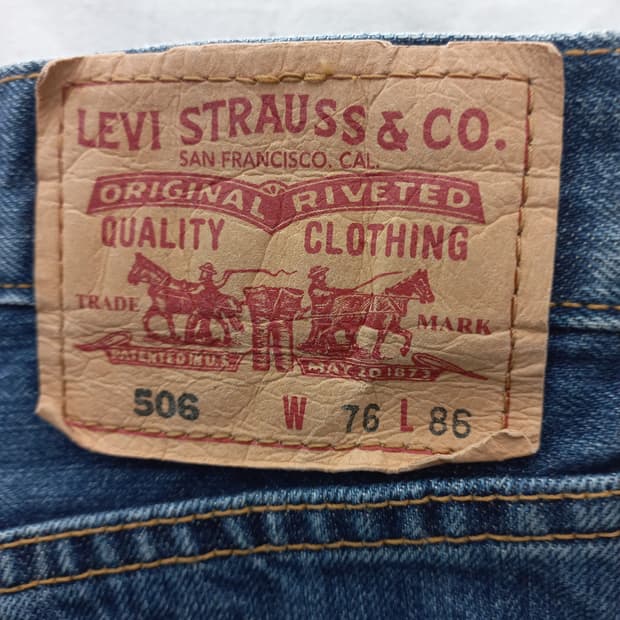 LEVI STRAUSS & CO.
SAN FRANCISCO. CAL.
ORIGINAL RIVETED
QUALITY CLOTHING
TRADE MARK
PATENTED IN U.S. MAY 20 1873
506 W 76 L 86